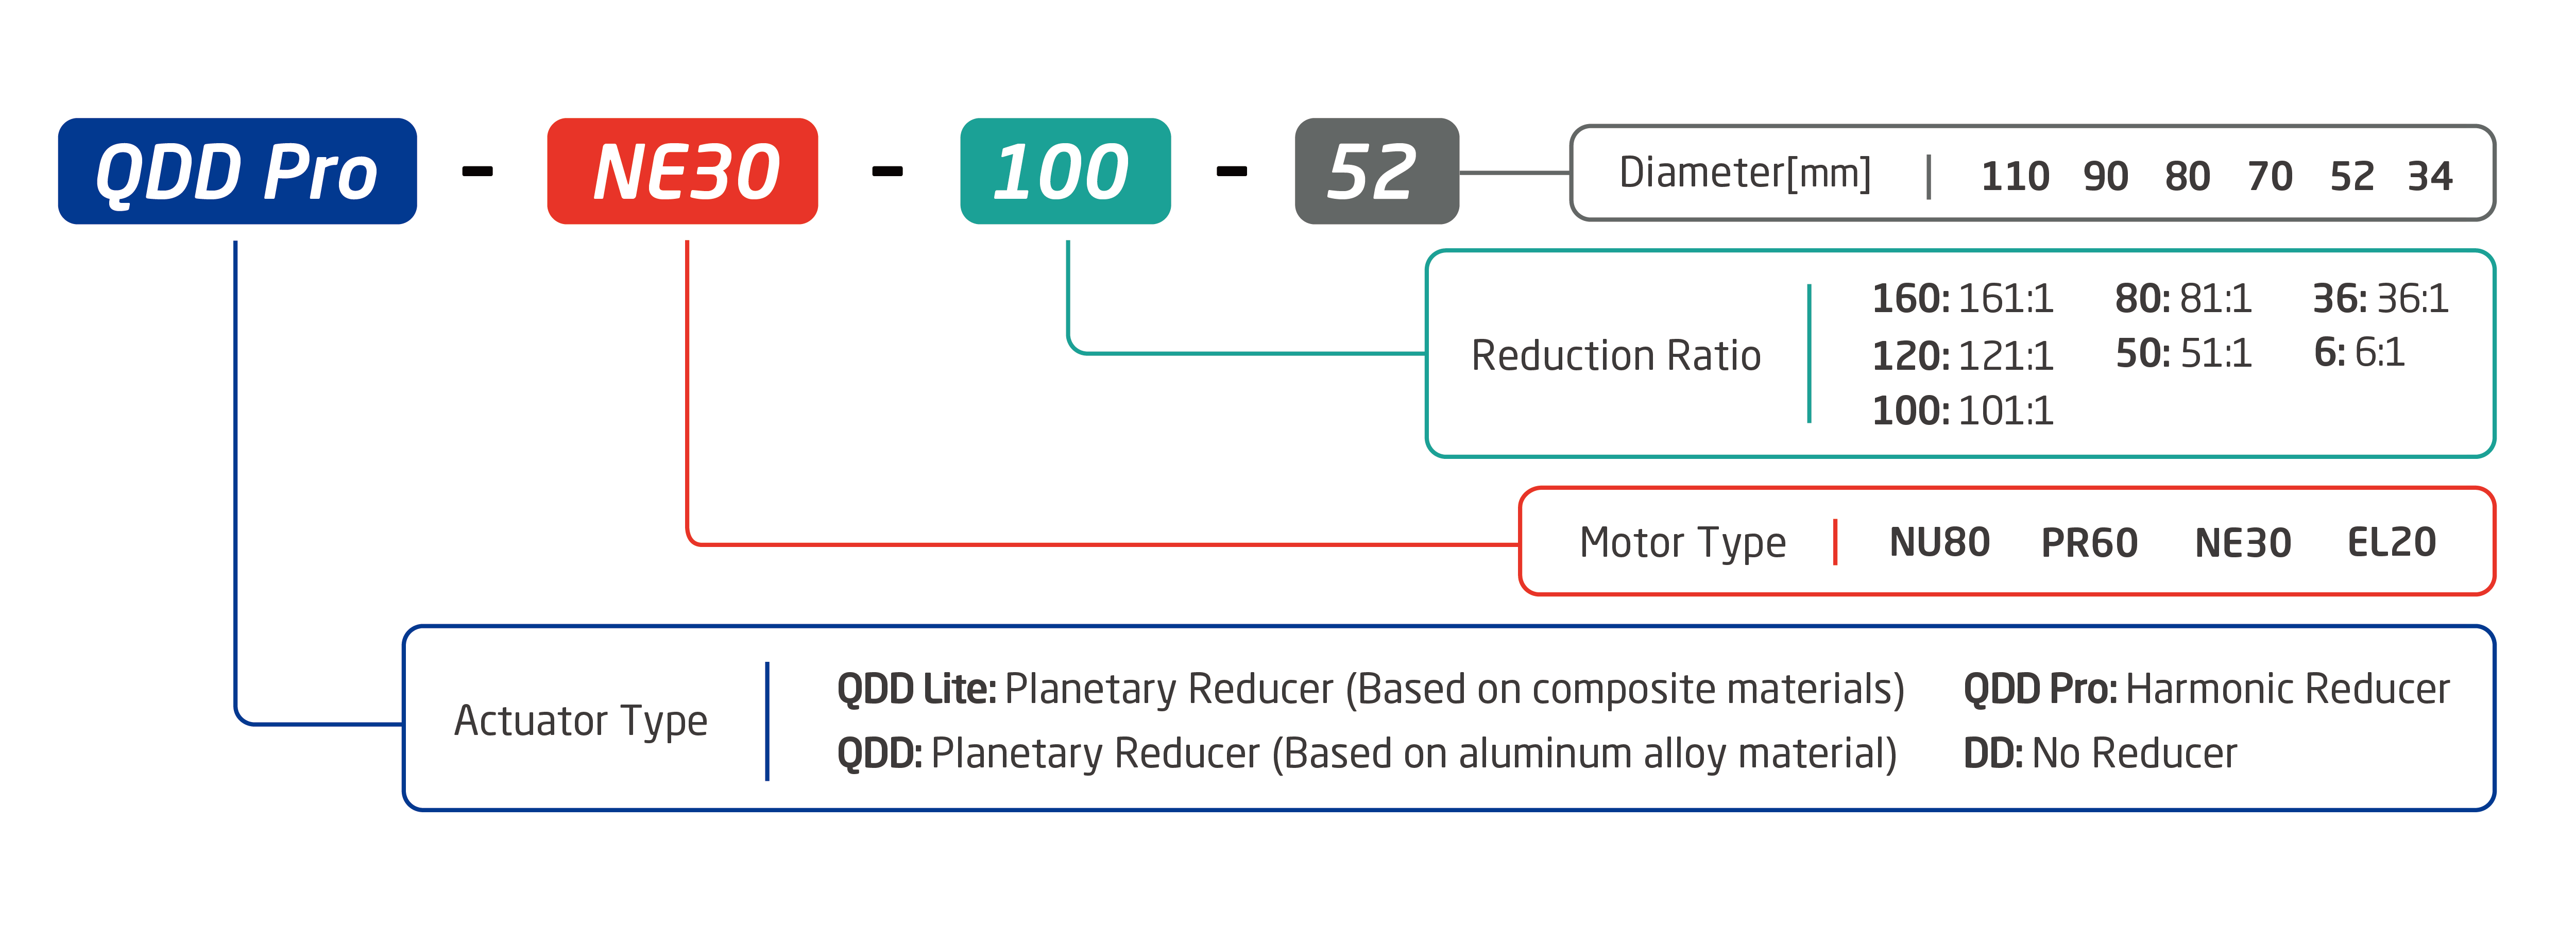 QDD Pro - NE30 - 100 - 52
Diameter[mm] | 110 90 80 70 52 34
Reduction Ratio
160: 161:1 80: 81:1 36: 36:1
120: 121:1 50: 51:1 6: 6:1
100: 101:1
Motor Type | NU80 PR60 NE30 EL20
Actuator Type
QDD Lite: Planetary Reducer (Based on composite materials) QDD Pro: Harmonic Reducer
QDD: Planetary Reducer (Based on aluminum alloy material) DD: No Reducer